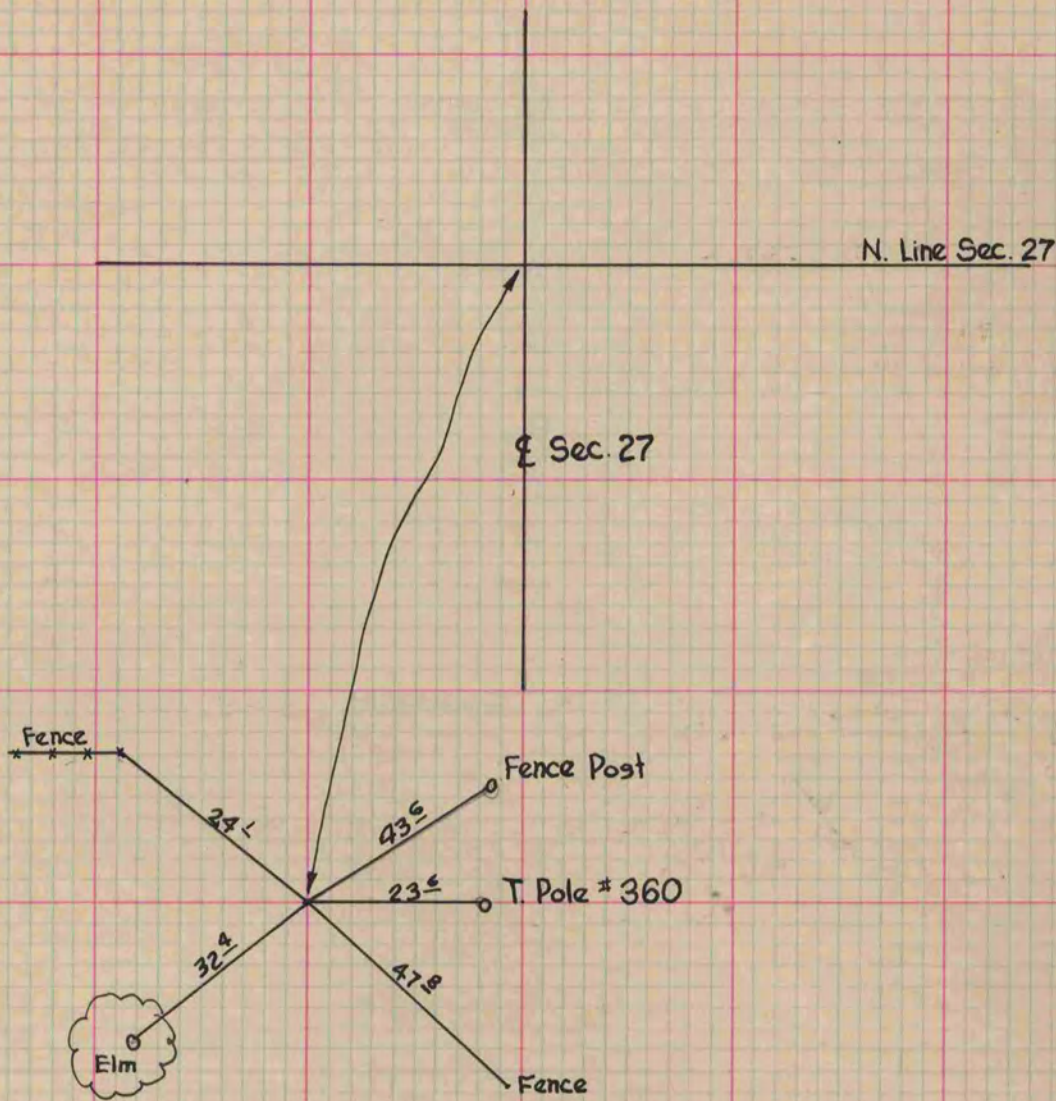 N. Line Sec. 27
℄ Sec. 27
Fence
Fence Post
43 6
23 6
T. Pole # 360
32 4
47 8
Elm
Fence